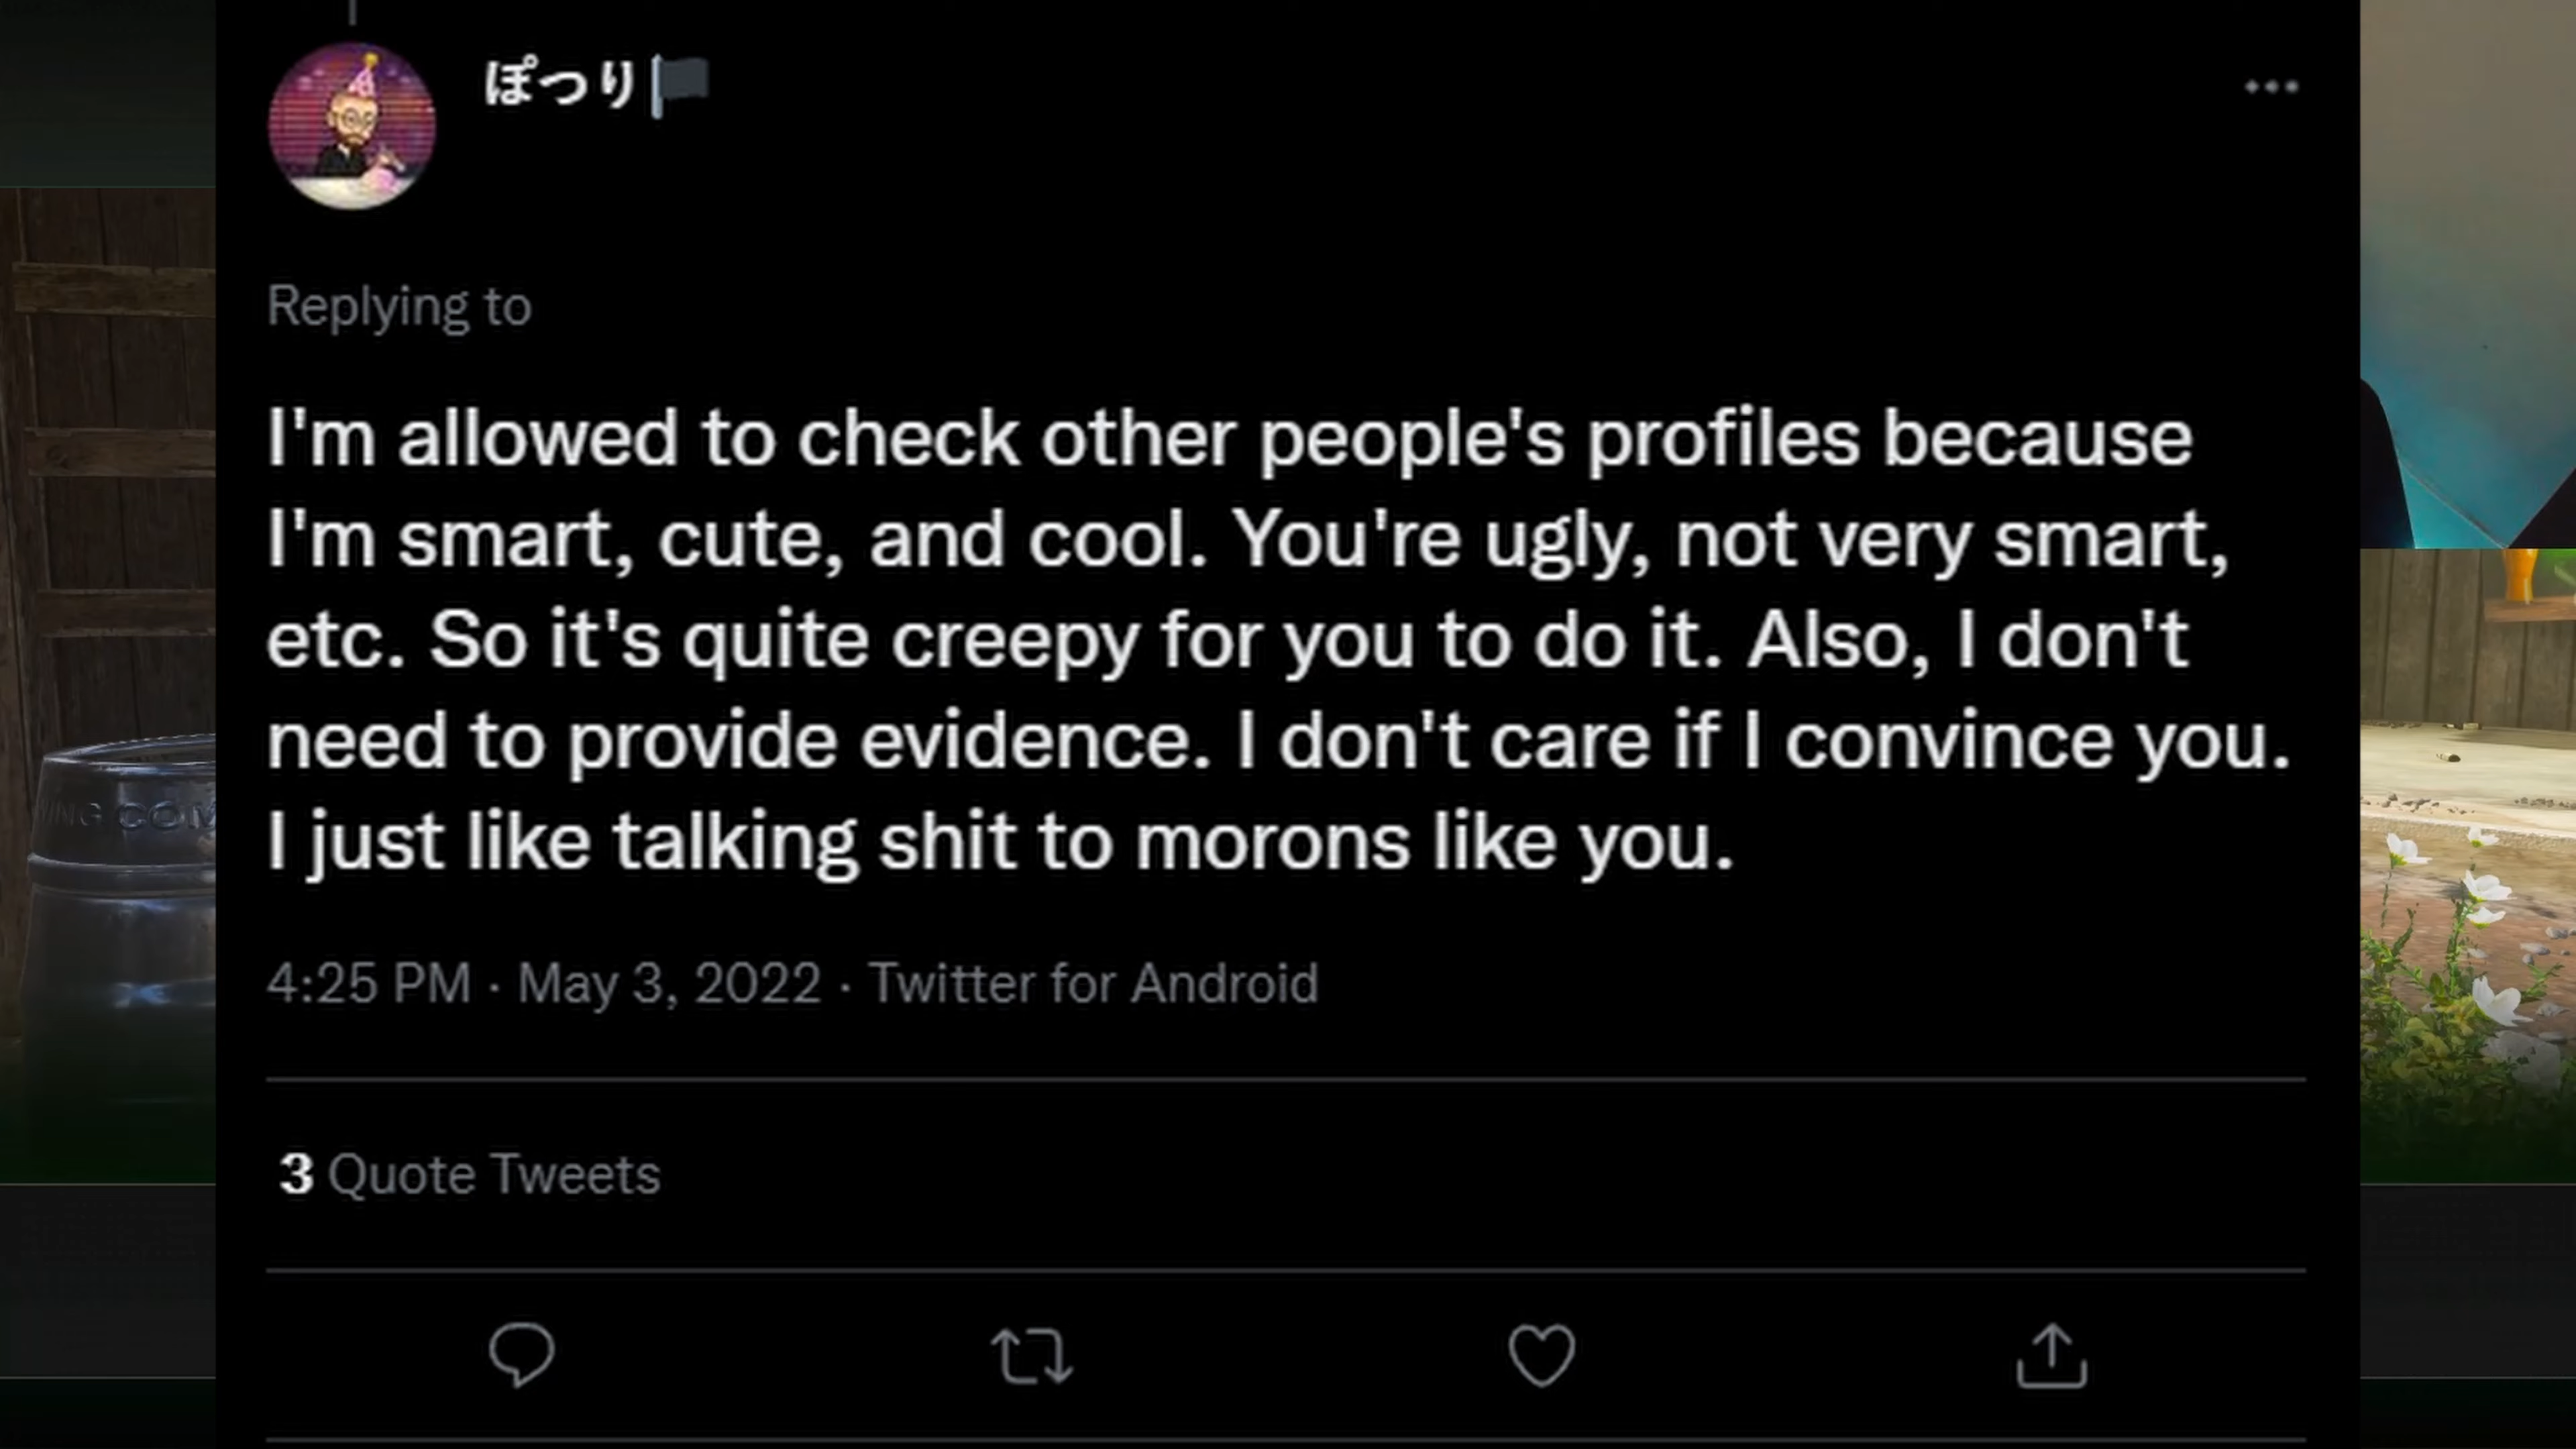 ぽつり🏴
Replying to
I'm allowed to check other people's profiles because
I'm smart, cute, and cool. You're ugly, not very smart,
etc. So it's quite creepy for you to do it. Also, I don't
need to provide evidence. I don't care if I convince you.
I just like talking shit to morons like you.
4:25 PM · May 3, 2022 · Twitter for Android
3 Quote Tweets